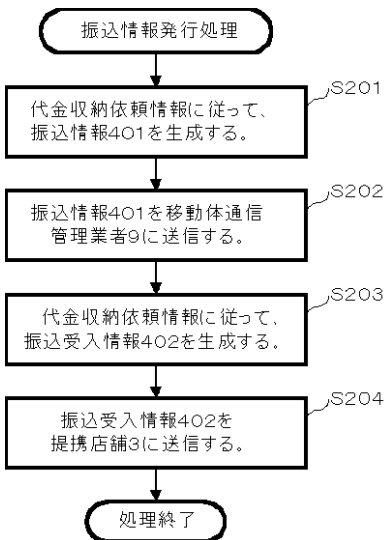 振込情報発行処理
S201
代金収納依頼情報に従って、
振込情報401を生成する。
S202
振込情報401を移動体通信
管理業者9に送信する。
S203
代金収納依頼情報に従って、
振込受入情報402を生成する。
S204
振込受入情報402を
提携店舗3に送信する。
処理終了